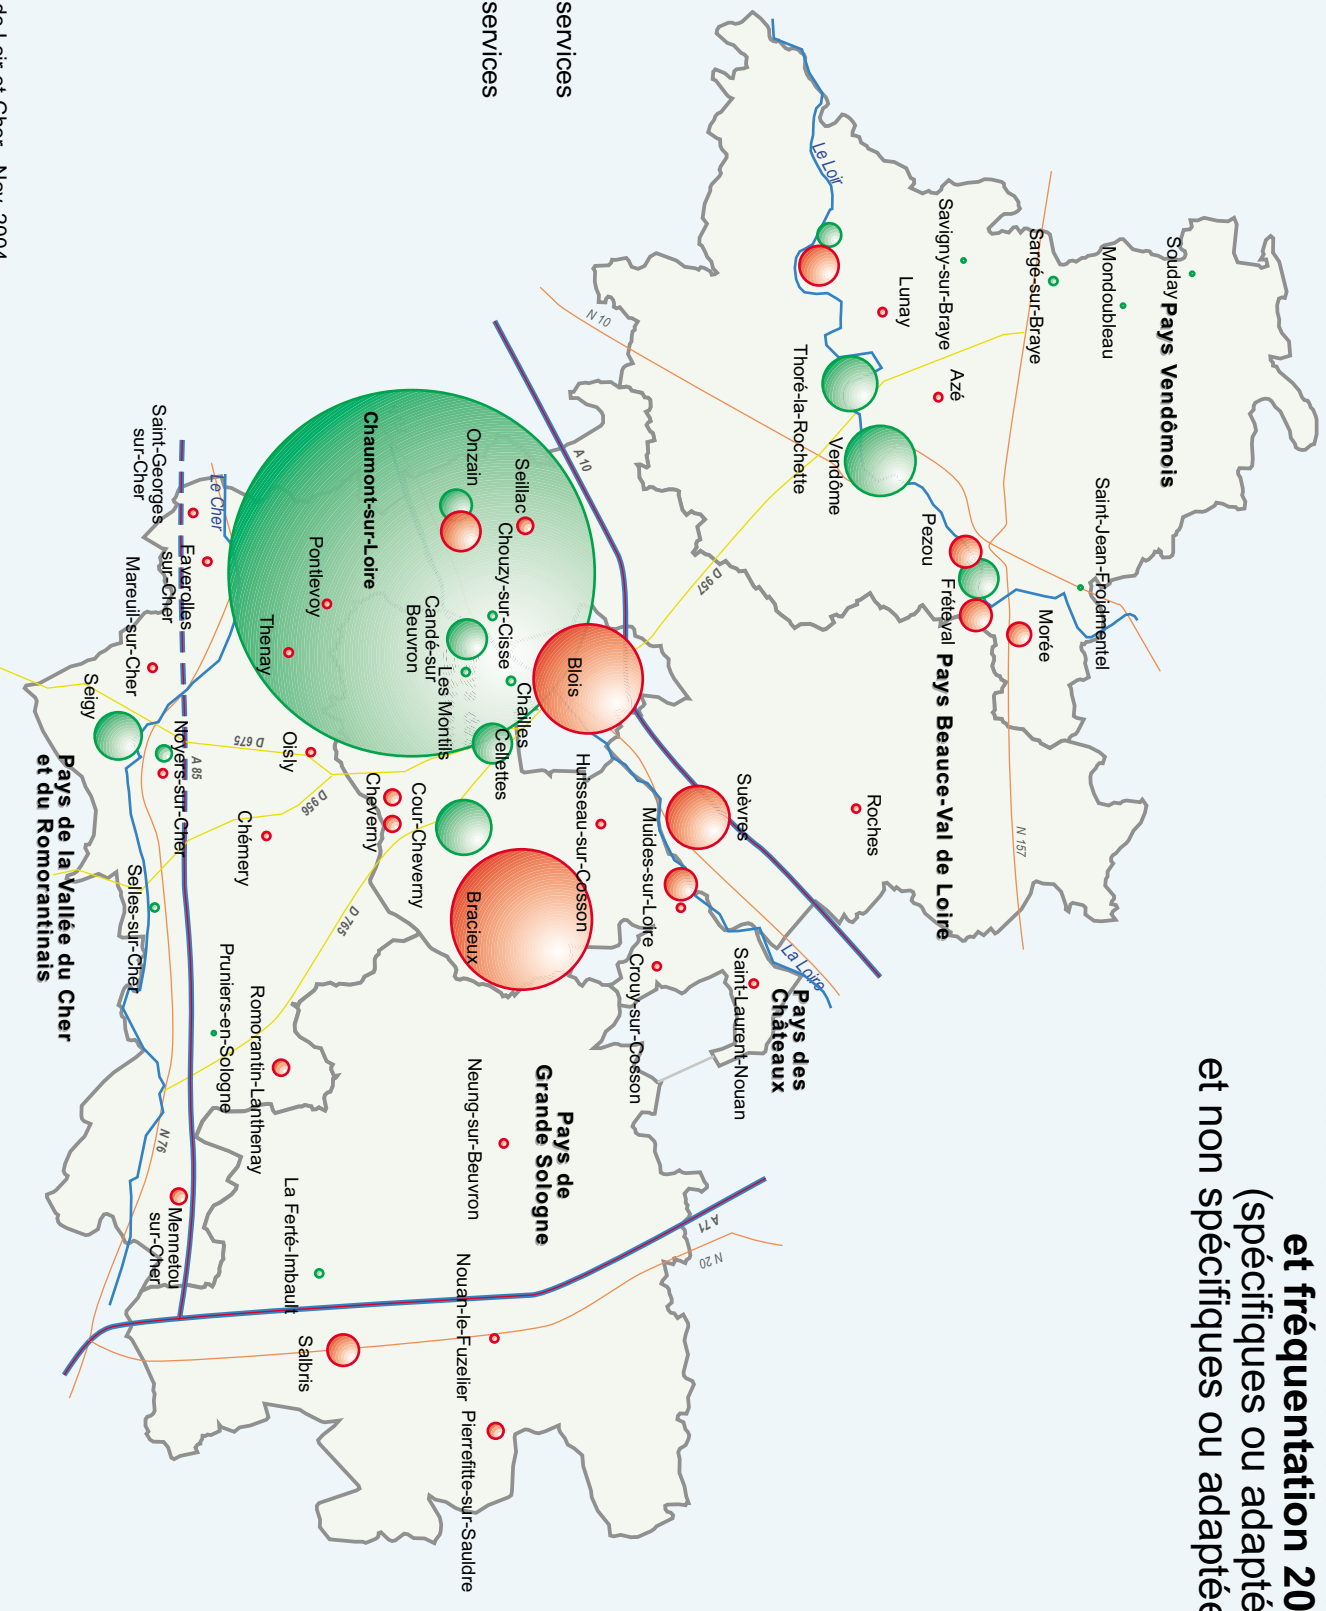 et fréquentation 20
(spécifiques ou adapté
et non spécifiques ou adaptée
services
services
de Loir et Cher - Nov. 2004
Souday
Pays Vendômois
Mondoubleau
Saint-Jean-Froidmentel
Sargé-sur-Braye
Savigny-sur-Braye
Azé
Morée
Lunay
Pezou
Fréteval
Pays Beauce-Val de Loire
N 157
Le Loir
Vendôme
Thoré-la-Rochette
Roches
D 957
N 10
A 10
Suèvres
Pays des
Châteaux
La Loire
Saint-Laurent-Nouan
Muides-sur-Loire
Crouy-sur-Cosson
Huisseau-sur-Cosson
Blois
Seillac
Chouzy-sur-Cisse
Chailles
Onzain
Cellettes
Candé-sur
Beuvron
Les Montils
Bracieux
Chaumont-sur-Loire
Cour-Cheverny
Cheverny
Pontlevoy
Thenay
Oisly
D 675
D 956
D 765
Chémery
Pays de
Grande Sologne
Neung-sur-Beuvron
A 71
N 20
Nouan-le-Fuzelier
Pierrefitte-sur-Sauldre
La Ferté-Imbault
Salbris
Romorantin-Lanthenay
Pruniers-en-Sologne
Le Cher
Saint-Georges
sur-Cher
Faverolles
sur-Cher
Mareuil-sur-Cher
Noyers-sur-Cher
A 85
Seigy
Selles-sur-Cher
N 76
Mennetou
sur-Cher
Pays de la Vallée du Cher
et du Romorantinais